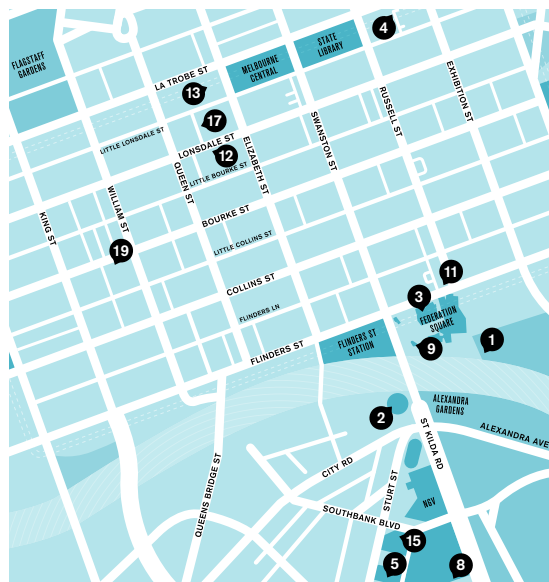 4
STATE
LIBRARY
FLAGSTAFF
GARDENS
MELBOURNE
CENTRAL
LA TROBE ST
EXHIBITION ST
13
RUSSELL ST
17
SWANSTON ST
LITTLE LONSDALE ST
LONSDALE ST
12
ELIZABETH ST
QUEEN ST
LITTLE BOURKE ST
WILLIAM ST
KING ST
BOURKE ST
19
LITTLE COLLINS ST
11
COLLINS ST
3
FLINDERS LN
FEDERATION
SQUARE
FLINDERS ST
FLINDERS ST
STATION
9
1
ALEXANDRA
GARDENS
2
ST KILDA RD
ALEXANDRA AVE
CITY RD
QUEENS BRIDGE ST
STURT ST
NGV
SOUTHBANK BLVD
15
5
8